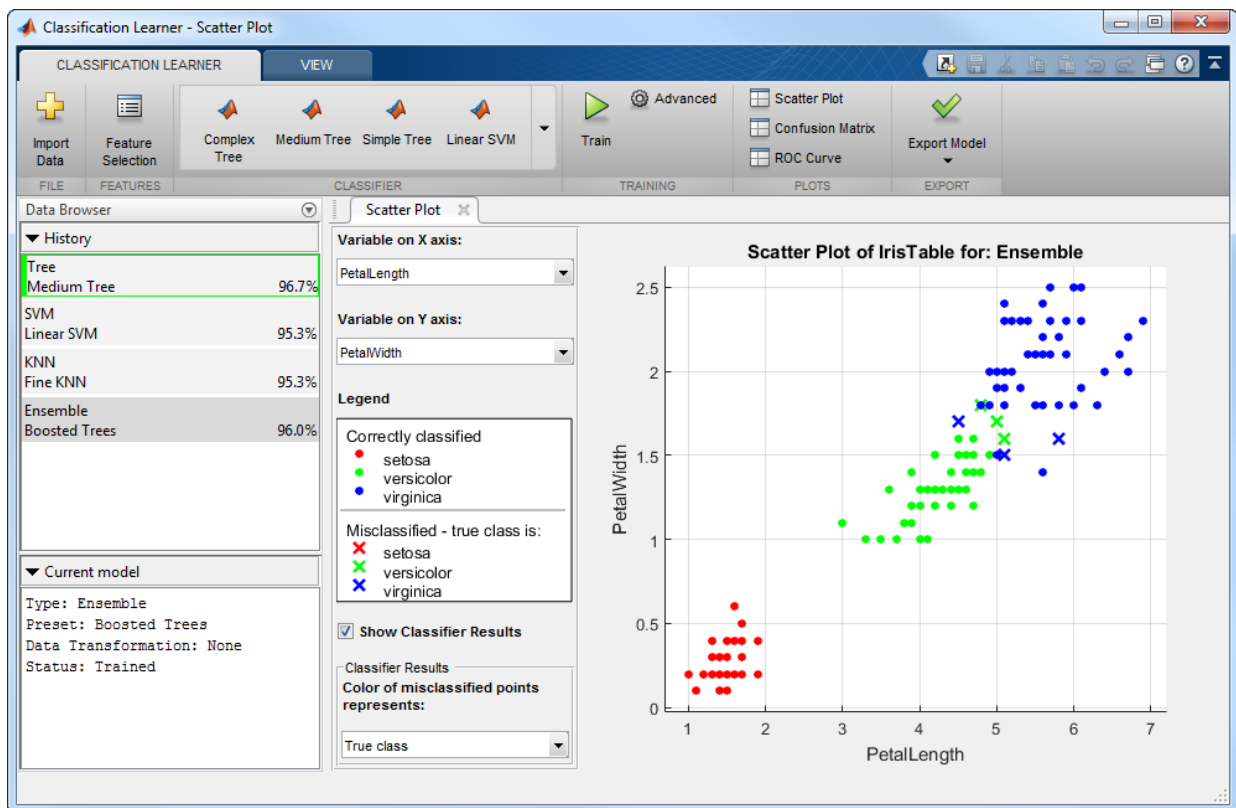 Classification Learner - Scatter Plot
CLASSIFICATION LEARNER VIEW
Import Data
Feature Selection
Complex Tree
Medium Tree
Simple Tree
Linear SVM
Train
Advanced
Scatter Plot
Confusion Matrix
ROC Curve
Export Model
FILE FEATURES CLASSIFIER TRAINING PLOTS EXPORT
Data Browser
History
Tree
Medium Tree 96.7%
SVM
Linear SVM 95.3%
KNN
Fine KNN 95.3%
Ensemble
Boosted Trees 96.0%
Current model
Type: Ensemble
Preset: Boosted Trees
Data Transformation: None
Status: Trained
Scatter Plot
Variable on X axis:
PetalLength
Variable on Y axis:
PetalWidth
Legend
Correctly classified
setosa
versicolor
virginica
Misclassified - true class is:
setosa
versicolor
virginica
Show Classifier Results
Classifier Results
Color of misclassified points
represents:
True class
Scatter Plot of IrisTable for: Ensemble
PetalWidth
2.5
2
1.5
1
0.5
0
1 2 3 4 5 6 7
PetalLength